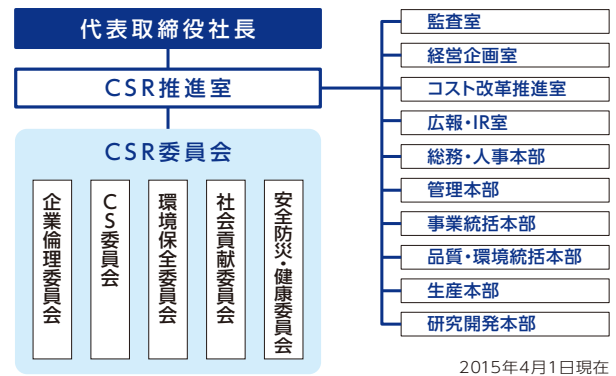 代表取締役社長
CSR推進室
CSR委員会
企業倫理委員会
CS委員会
環境保全委員会
社会貢献委員会
安全防災・健康委員会
監査室
経営企画室
コスト改革推進室
広報・IR室
総務・人事本部
管理本部
事業統括本部
品質・環境統括本部
生産本部
研究開発本部
2015年4月1日現在